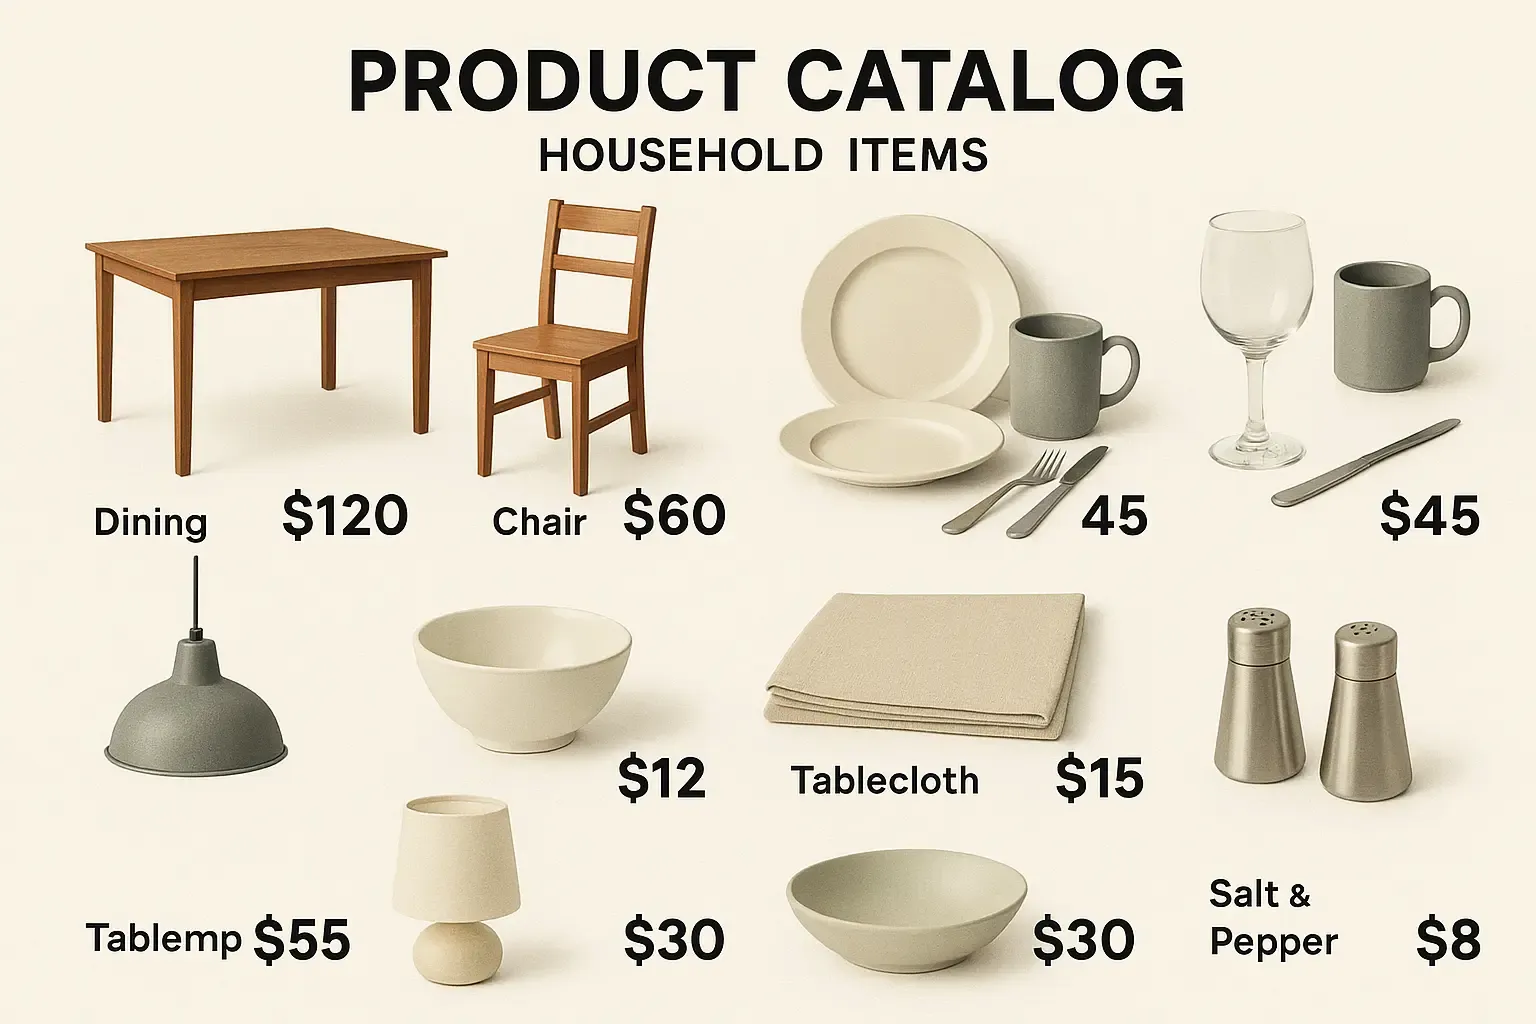 PRODUCT CATALOG
HOUSEHOLD ITEMS
Dining $120
Chair $60
45
$45
$12
Tablecloth $15
Tablemp $55
$30
$30
Salt &
Pepper $8